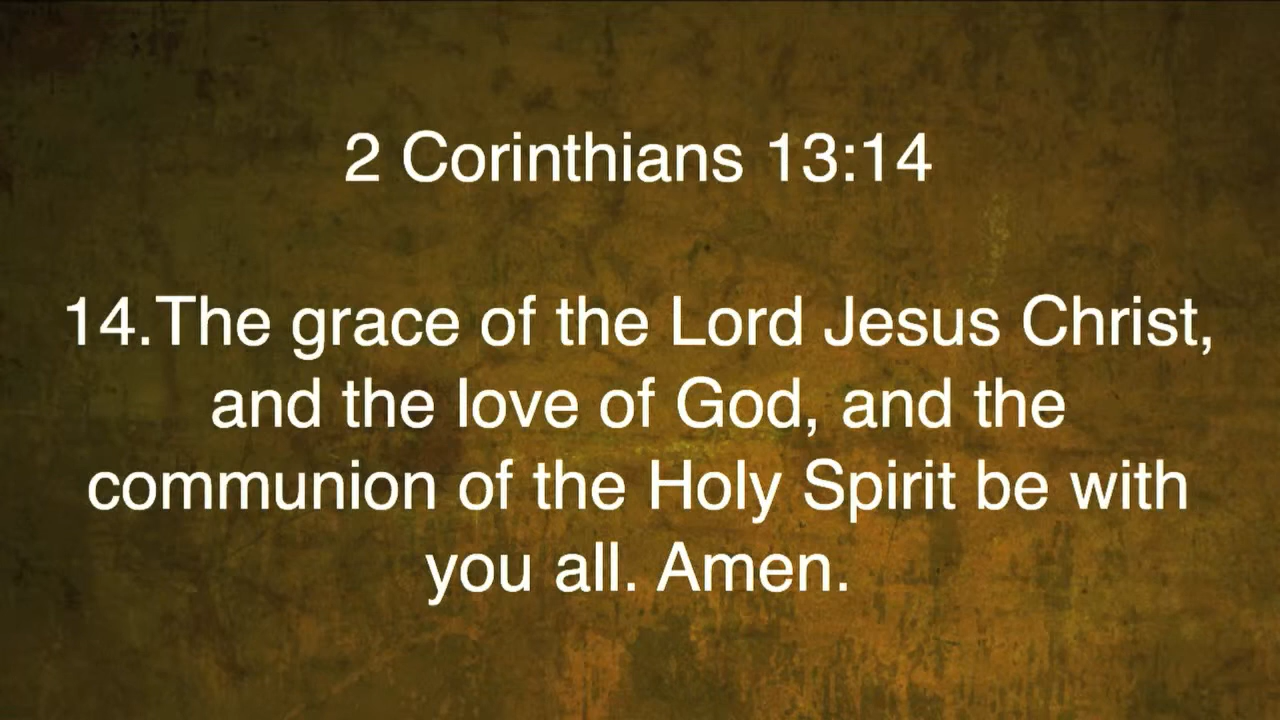 2 Corinthians 13:14
14.The grace of the Lord Jesus Christ,
and the love of God, and the
communion of the Holy Spirit be with
you all. Amen.